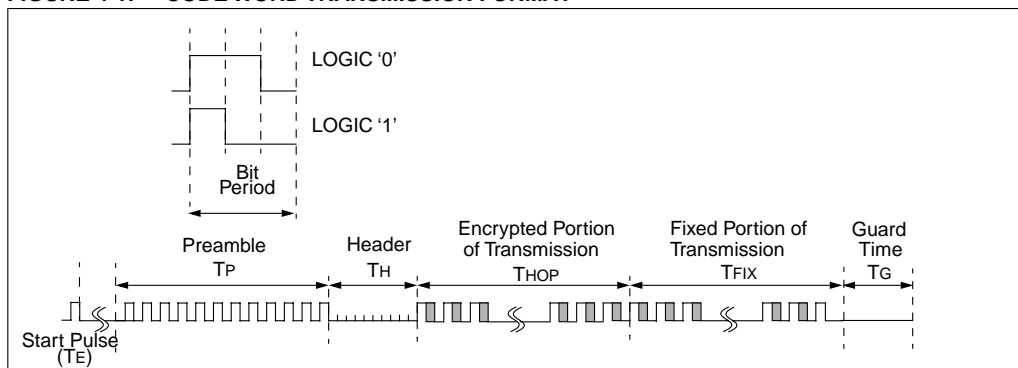 FIGURE 4-1: CODE WORD TRANSMISSION FORMAT
LOGIC ‘0’
LOGIC ‘1’
Bit
Period
Preamble
TP
Header
TH
Encrypted Portion
of Transmission
THOP
Fixed Portion of
Transmission
TFIX
Guard
Time
TG
Start Pulse
(TE)